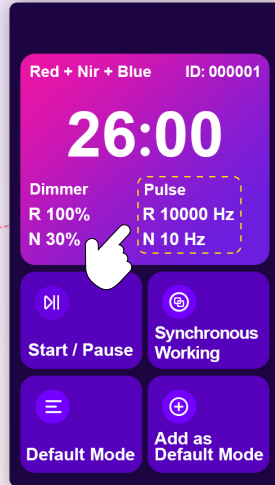 Red + Nir + Blue ID: 000001
26:00
Dimmer Pulse
R 100% R 10000 Hz
N 30% N 10 Hz
Start / Pause
Synchronous
Working
Default Mode
Add as
Default Mode